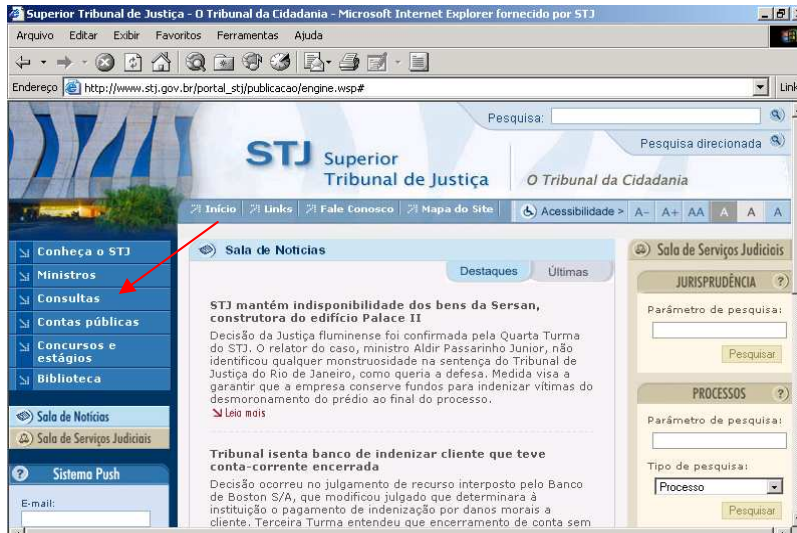 Superior Tribunal de Justiça - O Tribunal da Cidadania - Microsoft Internet Explorer fornecido por STJ
Arquivo Editar Exibir Favoritos Ferramentas Ajuda
Endereço http://www.stj.gov.br/portal_stj/publicacao/engine.wsp# Link
Pesquisa:
Pesquisa direcionada
STJ Superior
Tribunal de Justiça
O Tribunal da Cidadania
Início Links Fale Conosco Mapa do Site Acessibilidade > A- A+ AA A A A
Conheça o STJ
Ministros
Consultas
Contas públicas
Concursos e
estágios
Biblioteca
Sala de Notícias
Sala de Serviços Judiciais
Sistema Push
E-mail:
Sala de Notícias
Destaques Últimas
STJ mantém indisponibilidade dos bens da Sersan,
construtora do edifício Palace II
Decisão da Justiça fluminense foi confirmada pela Quarta Turma
do STJ. O relator do caso, ministro Aldir Passarinho Junior, não
identificou qualquer monstruosidade na sentença do Tribunal de
Justiça do Rio de Janeiro, como queria a defesa. Medida visa a
garantir que a empresa conserve fundos para indenizar vítimas do
desmoronamento do prédio ao final do processo.
Leia mais
Tribunal isenta banco de indenizar cliente que teve
conta-corrente encerrada
Decisão ocorreu no julgamento de recurso interposto pelo Banco
de Boston S/A, que modificou julgado que determinara à
instituição o pagamento de indenização por danos morais a
cliente. Terceira Turma entendeu que encerramento de conta sem
Sala de Serviços Judiciais
JURISPRUDÊNCIA ?
Parâmetro de pesquisa:
Pesquisar
PROCESSOS ?
Parâmetro de pesquisa:
Tipo de pesquisa:
Processo
Pesquisar